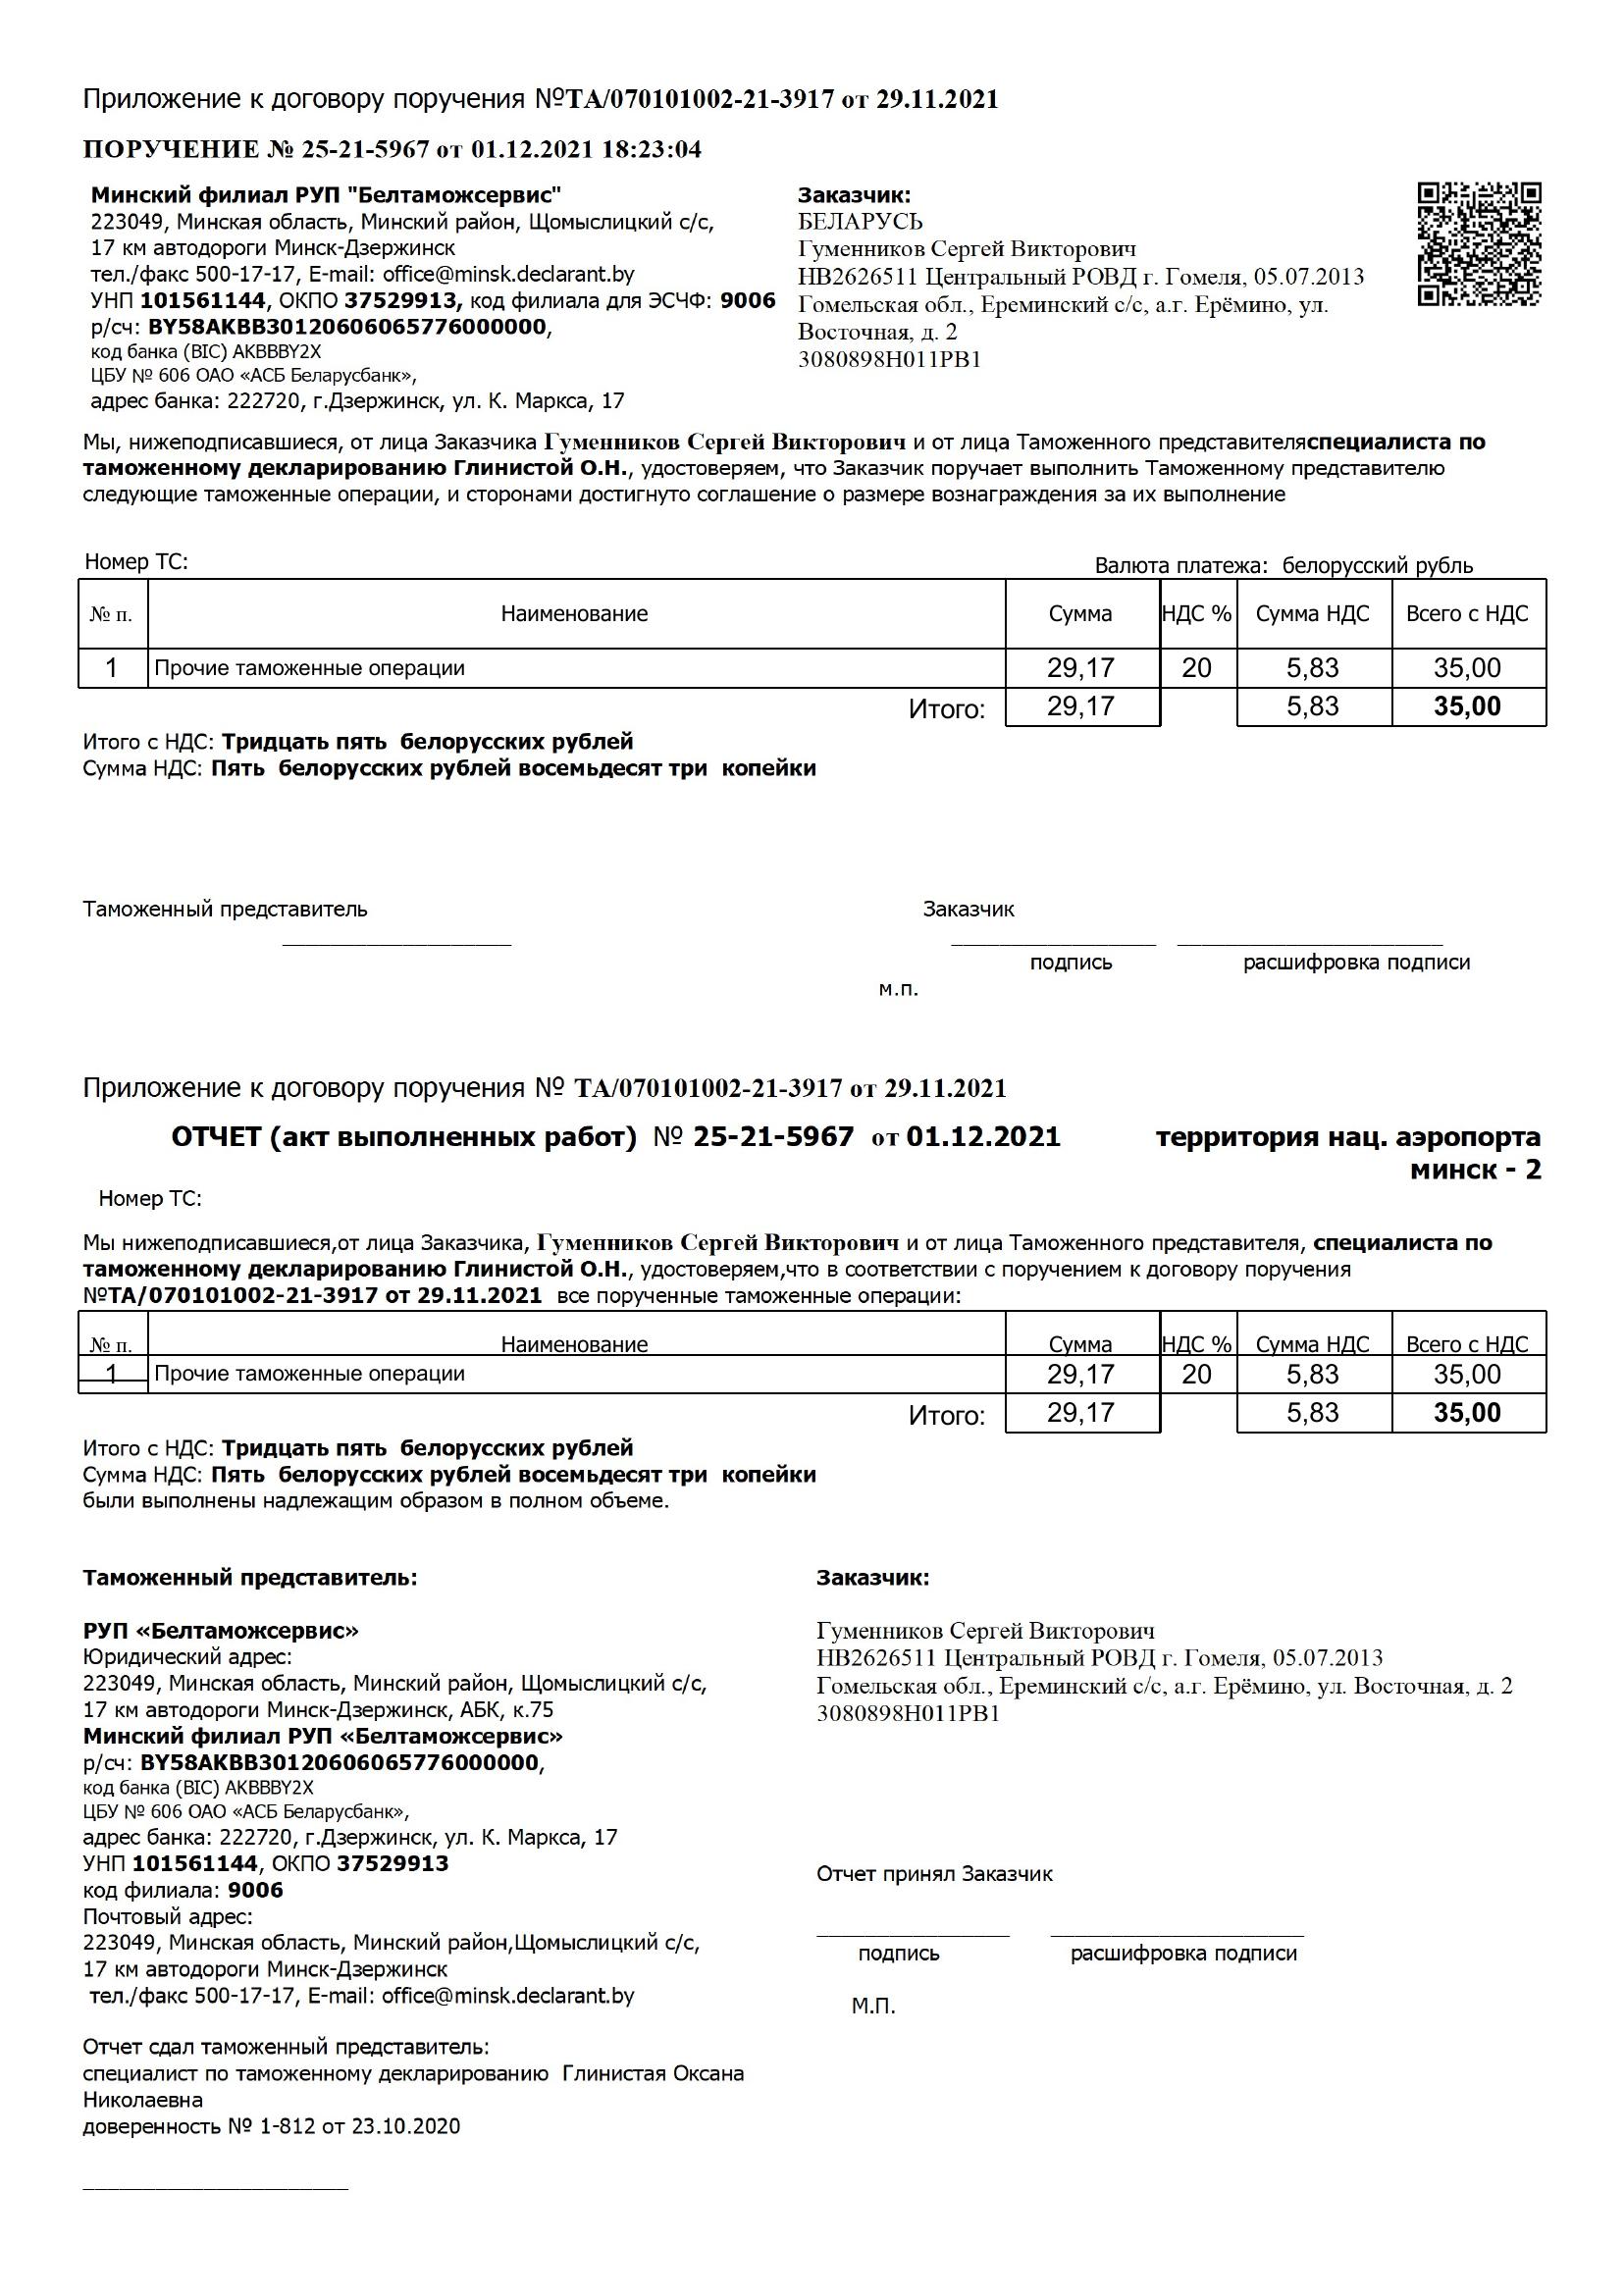 Приложение к договору поручения №ТА/070101002-21-3917 от 29.11.2021
ПОРУЧЕНИЕ № 25-21-5967 от 01.12.2021 18:23:04
Минский филиал РУП "Белтаможсервис"
223049, Минская область, Минский район, Щомыслицкий с/с,
17 км автодороги Минск-Дзержинск
тел./факс 500-17-17, E-mail: office@minsk.declarant.by
УНП 101561144, ОКПО 37529913, код филиала для ЭСЧФ: 9006
р/сч: BY58AKBB30120606065776000000,
код банка (BIC) AKBBBY2X
ЦБУ № 606 ОАО «АСБ Беларусбанк»,
адрес банка: 222720, г.Дзержинск, ул. К. Маркса, 17
Заказчик:
БЕЛАРУСЬ
Гуменников Сергей Викторович
НВ2626511 Центральный РОВД г. Гомеля, 05.07.2013
Гомельская обл., Ереминский с/с, а.г. Ерёмино, ул.
Восточная, д. 2
3080898Н011РВ1
Мы, нижеподписавшиеся, от лица Заказчика Гуменников Сергей Викторович и от лица Таможенного представителяспециалиста по
таможенному декларированию Глинистой О.Н., удостоверяем, что Заказчик поручает выполнить Таможенному представителю
следующие таможенные операции, и сторонами достигнуто соглашение о размере вознаграждения за их выполнение
Номер ТС:
Валюта платежа: белорусский рубль
№ п. Наименование Сумма НДС % Сумма НДС Всего с НДС
1 Прочие таможенные операции 29,17 20 5,83 35,00
Итого: 29,17 5,83 35,00
Итого с НДС: Тридцать пять белорусских рублей
Сумма НДС: Пять белорусских рублей восемьдесят три копейки
Таможенный представитель Заказчик
___________________ _________________ ______________________
подпись расшифровка подписи
м.п.
Приложение к договору поручения № ТА/070101002-21-3917 от 29.11.2021
ОТЧЕТ (акт выполненных работ) № 25-21-5967 от 01.12.2021 территория нац. аэропорта
минск - 2
Номер ТС:
Мы нижеподписавшиеся,от лица Заказчика, Гуменников Сергей Викторович и от лица Таможенного представителя, специалиста по
таможенному декларированию Глинистой О.Н., удостоверяем,что в соответствии с поручением к договору поручения
№ТА/070101002-21-3917 от 29.11.2021 все порученные таможенные операции:
№ п. Наименование Сумма НДС % Сумма НДС Всего с НДС
1 Прочие таможенные операции 29,17 20 5,83 35,00
Итого: 29,17 5,83 35,00
Итого с НДС: Тридцать пять белорусских рублей
Сумма НДС: Пять белорусских рублей восемьдесят три копейки
были выполнены надлежащим образом в полном объеме.
Таможенный представитель:
РУП «Белтаможсервис»
Юридический адрес:
223049, Минская область, Минский район, Щомыслицкий с/с,
17 км автодороги Минск-Дзержинск, АБК, к.75
Минский филиал РУП «Белтаможсервис»
р/сч: BY58AKBB30120606065776000000,
код банка (BIC) AKBBBY2X
ЦБУ № 606 ОАО «АСБ Беларусбанк»,
адрес банка: 222720, г.Дзержинск, ул. К. Маркса, 17
УНП 101561144, ОКПО 37529913
код филиала: 9006
Почтовый адрес:
223049, Минская область, Минский район,Щомыслицкий с/с,
17 км автодороги Минск-Дзержинск
тел./факс 500-17-17, E-mail: office@minsk.declarant.by
Отчет сдал таможенный представитель:
специалист по таможенному декларированию Глинистая Оксана
Николаевна
доверенность № 1-812 от 23.10.2020
______________________
Заказчик:
Гуменников Сергей Викторович
НВ2626511 Центральный РОВД г. Гомеля, 05.07.2013
Гомельская обл., Ереминский с/с, а.г. Ерёмино, ул. Восточная, д. 2
3080898Н011РВ1
Отчет принял Заказчик
________________ _____________________
подпись расшифровка подписи
М.П.